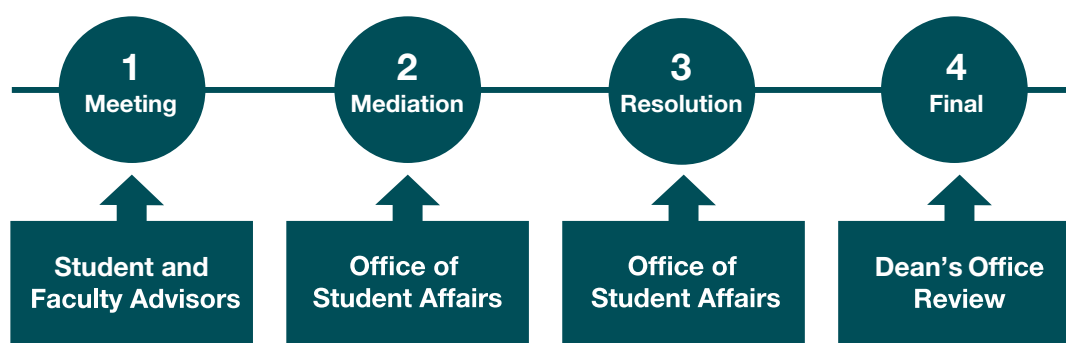 1
Meeting
2
Mediation
3
Resolution
4
Final
Student and
Faculty Advisors
Office of
Student Affairs
Office of
Student Affairs
Dean’s Office
Review